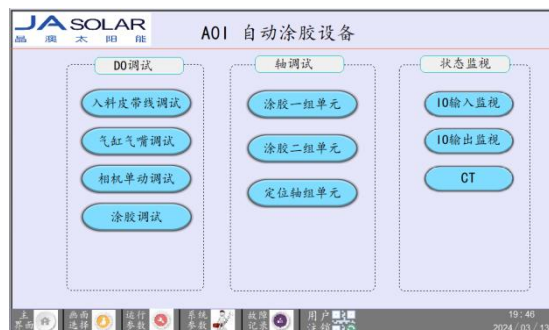 JA SOLAR
晶 澳 太 阳 能
AOI 自动涂胶设备
DO调试
轴调试
状态监视
入料皮带线调试
涂胶一组单元
IO输入监视
气缸气嘴调试
涂胶二组单元
IO输出监视
相机单动调试
定位轴组单元
CT
涂胶调试
主界面
画面选择
运行参数
系统参数
故障记录
用户注销
19:46
2024/03/13